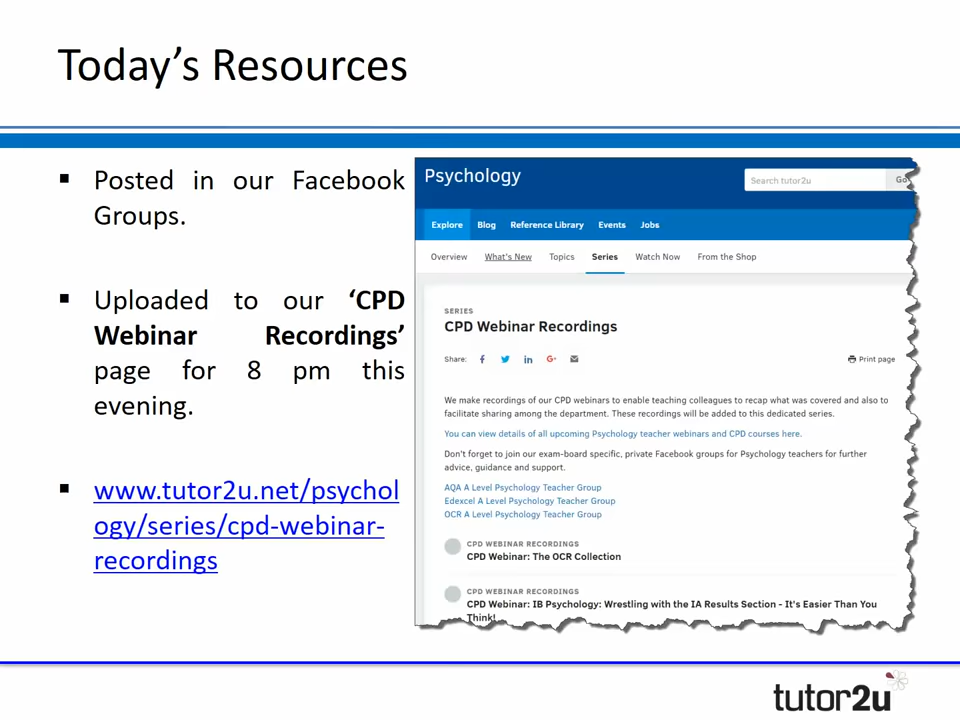 Today’s Resources
▪ Posted in our Facebook
Groups.
▪ Uploaded to our ‘CPD
Webinar Recordings’
page for 8 pm this
evening.
▪ www.tutor2u.net/psychol
ogy/series/cpd-webinar-
recordings
Psychology
Search tutor2u Go
Explore Blog Reference Library Events Jobs
Overview What's New Topics Series Watch Now From the Shop
SERIES
CPD Webinar Recordings
Share: Print page
We make recordings of our CPD webinars to enable teaching colleagues to recap what was covered and also to
facilitate sharing among the department. These recordings will be added to this dedicated series.
You can view details of all upcoming Psychology teacher webinars and CPD courses here.
Don't forget to join our exam-board specific, private Facebook groups for Psychology teachers for further
advice, guidance and support.
AQA A Level Psychology Teacher Group
Edexcel A Level Psychology Teacher Group
OCR A Level Psychology Teacher Group
CPD WEBINAR RECORDINGS
CPD Webinar: The OCR Collection
CPD WEBINAR RECORDINGS
CPD Webinar: IB Psychology: Wrestling with the IA Results Section - It's Easier Than You
Think!
tutor2u